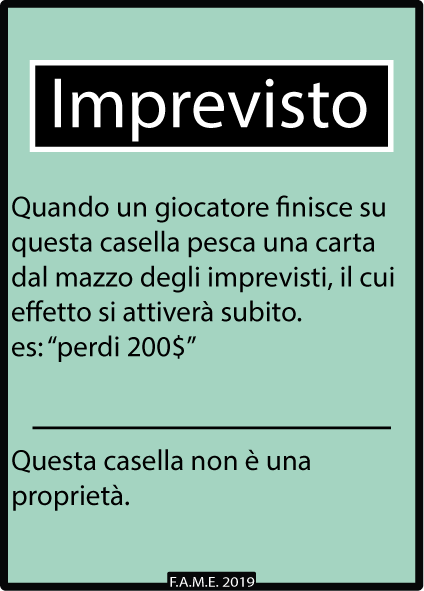 Imprevisto
Quando un giocatore finisce su
questa casella pesca una carta
dal mazzo degli imprevisti, il cui
effetto si attiverà subito.
es: “perdi 200$”
Questa casella non è una
proprietà.
F.A.M.E. 2019